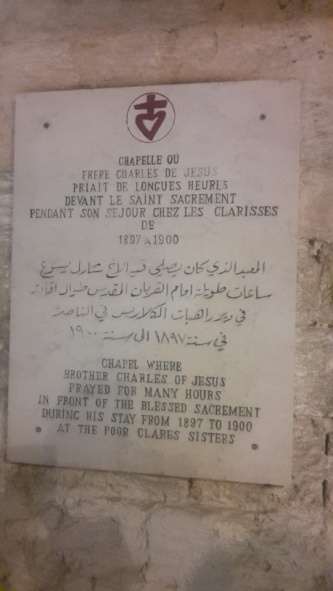 CHAPELLE OU
FRERE CHARLES DE JESUS
PRIAIT DE LONGUES HEURES
DEVANT LE SAINT SACREMENT
PENDANT SON SEJOUR CHEZ LES CLARISSES
DE
1897 A 1900
المعبد الذي كان يصلي فيه الاخ شارل يسوع
ساعات طويلة امام القربان المقدس خلال اقامته
في دير راهبات الكلاريس في الناصرة
في سنة ١٨٩٧ الى سنة ١٩٠٠
CHAPEL WHERE
BROTHER CHARLES OF JESUS
PRAYED FOR MANY HOURS
IN FRONT OF THE BLESSED SACREMENT
DURING HIS STAY FROM 1897 TO 1900
AT THE POOR CLARES SISTERS